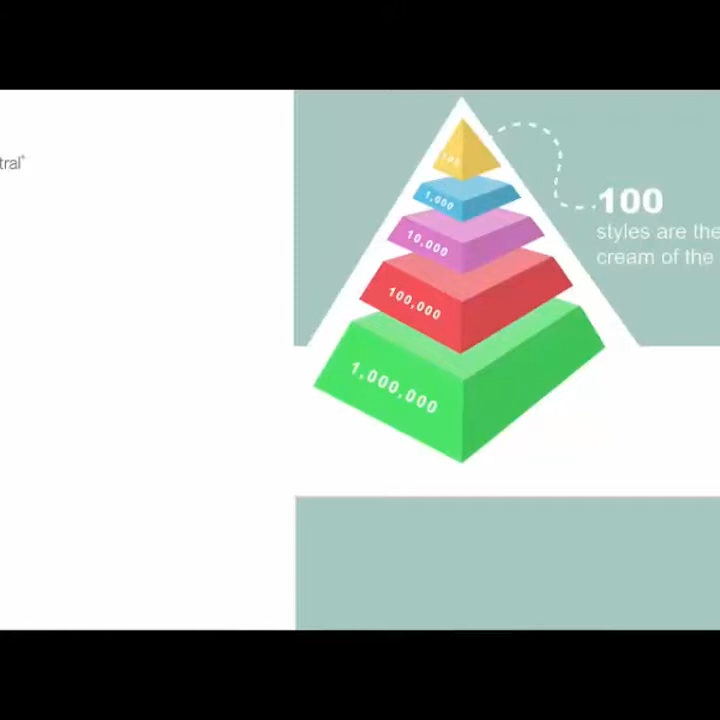 tral®
100
1,000
10,000
100,000
1,000,000
100
styles are the
cream of the